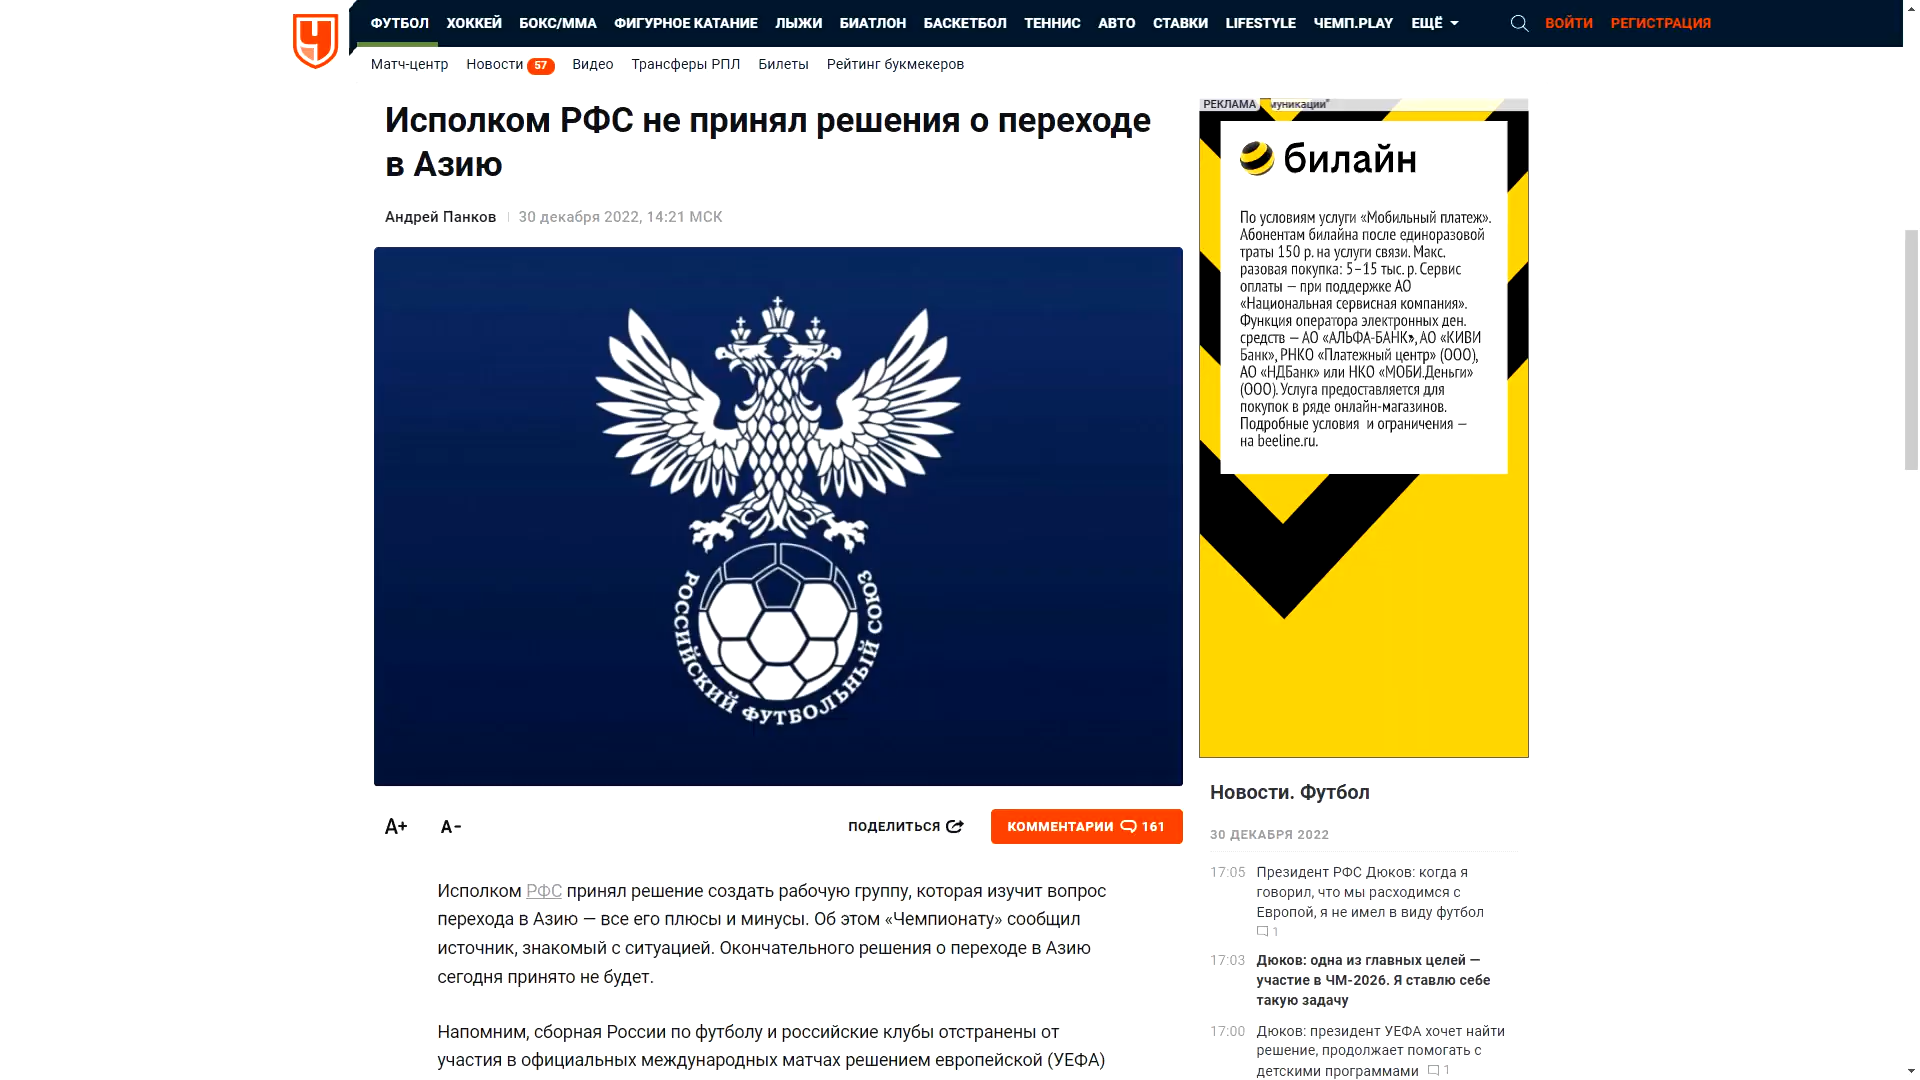 ФУТБОЛ ХОККЕЙ БОКС/ММА ФИГУРНОЕ КАТАНИЕ ЛЫЖИ БИАТЛОН БАСКЕТБОЛ ТЕННИС АВТО СТАВКИ LIFESTYLE ЧЕМП.PLAY ЕЩЁ ВОЙТИ РЕГИСТРАЦИЯ
Ч
Матч-центр Новости 57 Видео Трансферы РПЛ Билеты Рейтинг букмекеров
Исполком РФС не принял решения о переходе
в Азию
Андрей Панков 30 декабря 2022, 14:21 МСК
РОССИЙСКИЙ ФУТБОЛЬНЫЙ СОЮЗ
A+ A-
ПОДЕЛИТЬСЯ КОММЕНТАРИИ 161
Исполком РФС принял решение создать рабочую группу, которая изучит вопрос
перехода в Азию — все его плюсы и минусы. Об этом «Чемпионату» сообщил
источник, знакомый с ситуацией. Окончательного решения о переходе в Азию
сегодня принято не будет.
Напомним, сборная России по футболу и российские клубы отстранены от
участия в официальных международных матчах решением европейской (УЕФА)
РЕКЛАМА
билайн
По условиям услуги «Мобильный платеж».
Абонентам билайна после единоразовой
траты 150 р. на услуги связи. Макс.
разовая покупка: 5–15 тыс. р. Сервис
оплаты — при поддержке АО
«Национальная сервисная компания».
Функция оператора электронных ден.
средств — АО «АЛЬФА-БАНК», АО «КИВИ
Банк», РНКО «Платежный центр» (ООО),
АО «НДБанк» или НКО «МОБИ.Деньги»
(ООО). Услуга предоставляется для
покупок в ряде онлайн-магазинов.
Подробные условия и ограничения —
на beeline.ru.
Новости. Футбол
30 ДЕКАБРЯ 2022
17:05 Президент РФС Дюков: когда я
говорил, что мы расходимся с
Европой, я не имел в виду футбол
1
17:03 Дюков: одна из главных целей —
участие в ЧМ-2026. Я ставлю себе
такую задачу
17:00 Дюков: президент УЕФА хочет найти
решение, продолжает помогать с
детскими программами 1